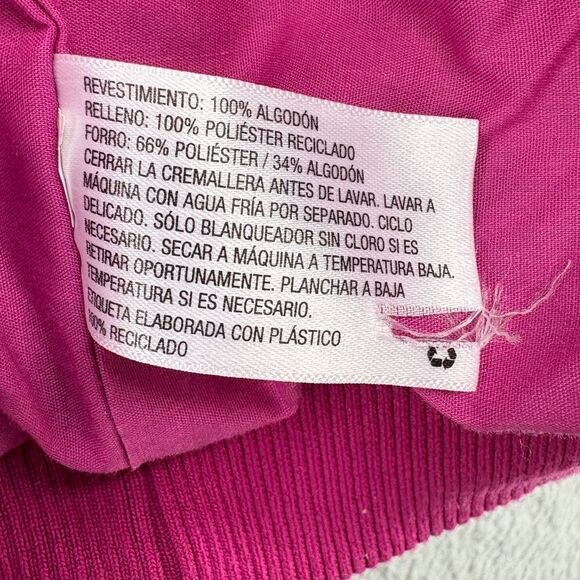 REVESTIMIENTO: 100% ALGODÓN
RELLENO: 100% POLIÉSTER RECICLADO
FORRO: 66% POLIÉSTER / 34% ALGODÓN
CERRAR LA CREMALLERA ANTES DE LAVAR. LAVAR A
MÁQUINA CON AGUA FRÍA POR SEPARADO. CICLO
DELICADO. SÓLO BLANQUEADOR SIN CLORO SI ES
NECESARIO. SECAR A MÁQUINA A TEMPERATURA BAJA.
RETIRAR OPORTUNAMENTE. PLANCHAR A BAJA
TEMPERATURA SI ES NECESARIO.
ETIQUETA ELABORADA CON PLÁSTICO
100% RECICLADO